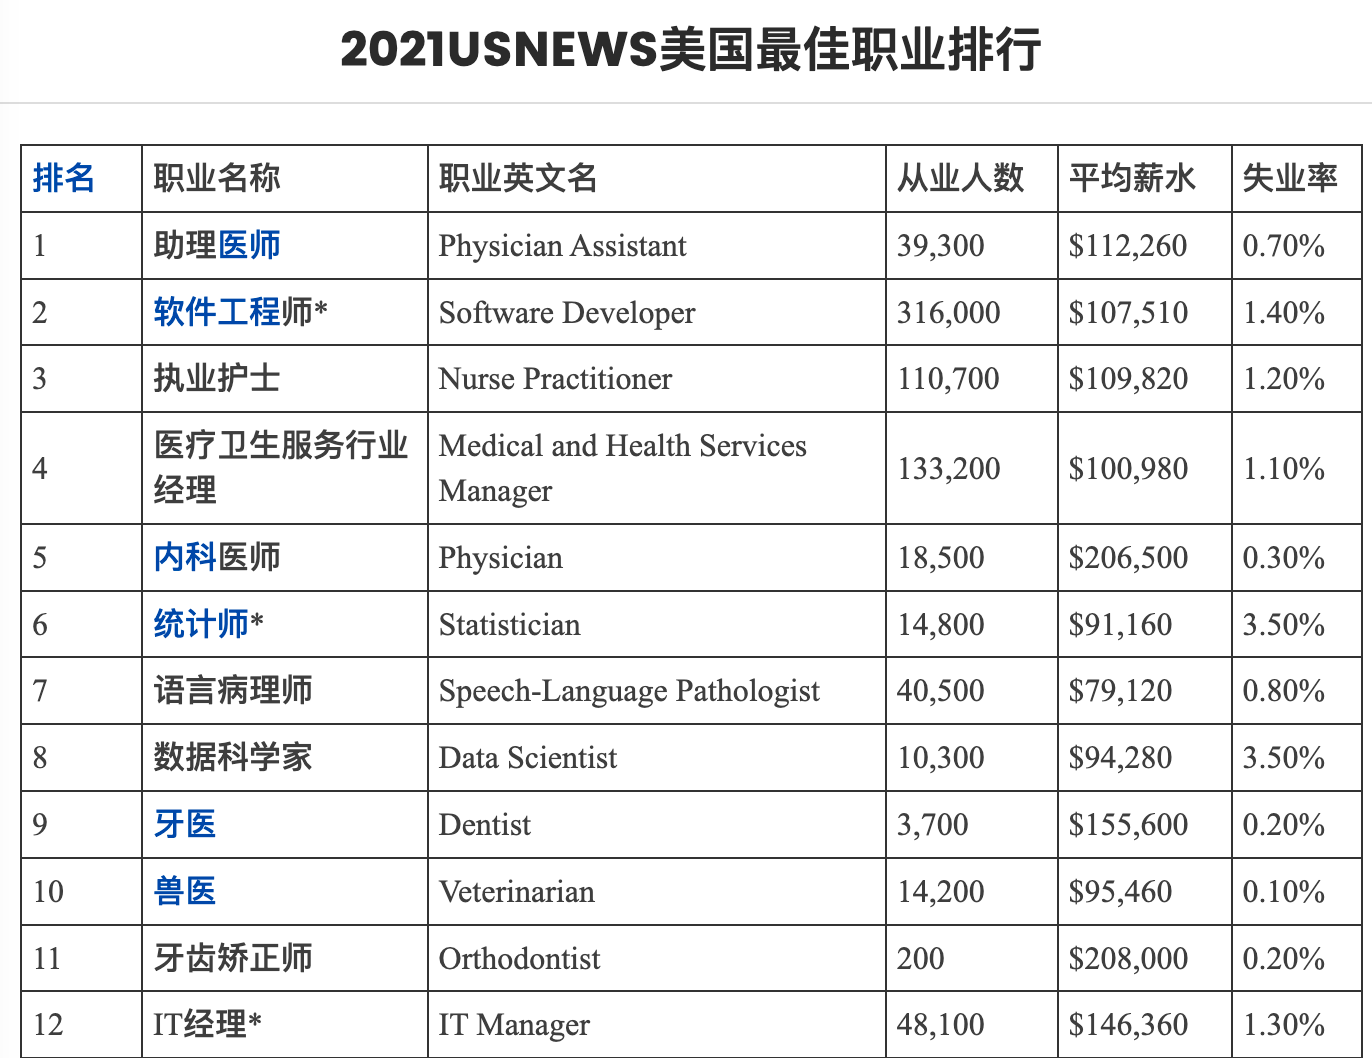 2021USNEWS美国最佳职业排行
排名 职业名称 职业英文名 从业人数 平均薪水 失业率
1 助理医师 Physician Assistant 39,300 $112,260 0.70%
2 软件工程师* Software Developer 316,000 $107,510 1.40%
3 执业护士 Nurse Practitioner 110,700 $109,820 1.20%
4 医疗卫生服务行业经理 Medical and Health Services Manager 133,200 $100,980 1.10%
5 内科医师 Physician 18,500 $206,500 0.30%
6 统计师* Statistician 14,800 $91,160 3.50%
7 语言病理师 Speech-Language Pathologist 40,500 $79,120 0.80%
8 数据科学家 Data Scientist 10,300 $94,280 3.50%
9 牙医 Dentist 3,700 $155,600 0.20%
10 兽医 Veterinarian 14,200 $95,460 0.10%
11 牙齿矫正师 Orthodontist 200 $208,000 0.20%
12 IT经理* IT Manager 48,100 $146,360 1.30%